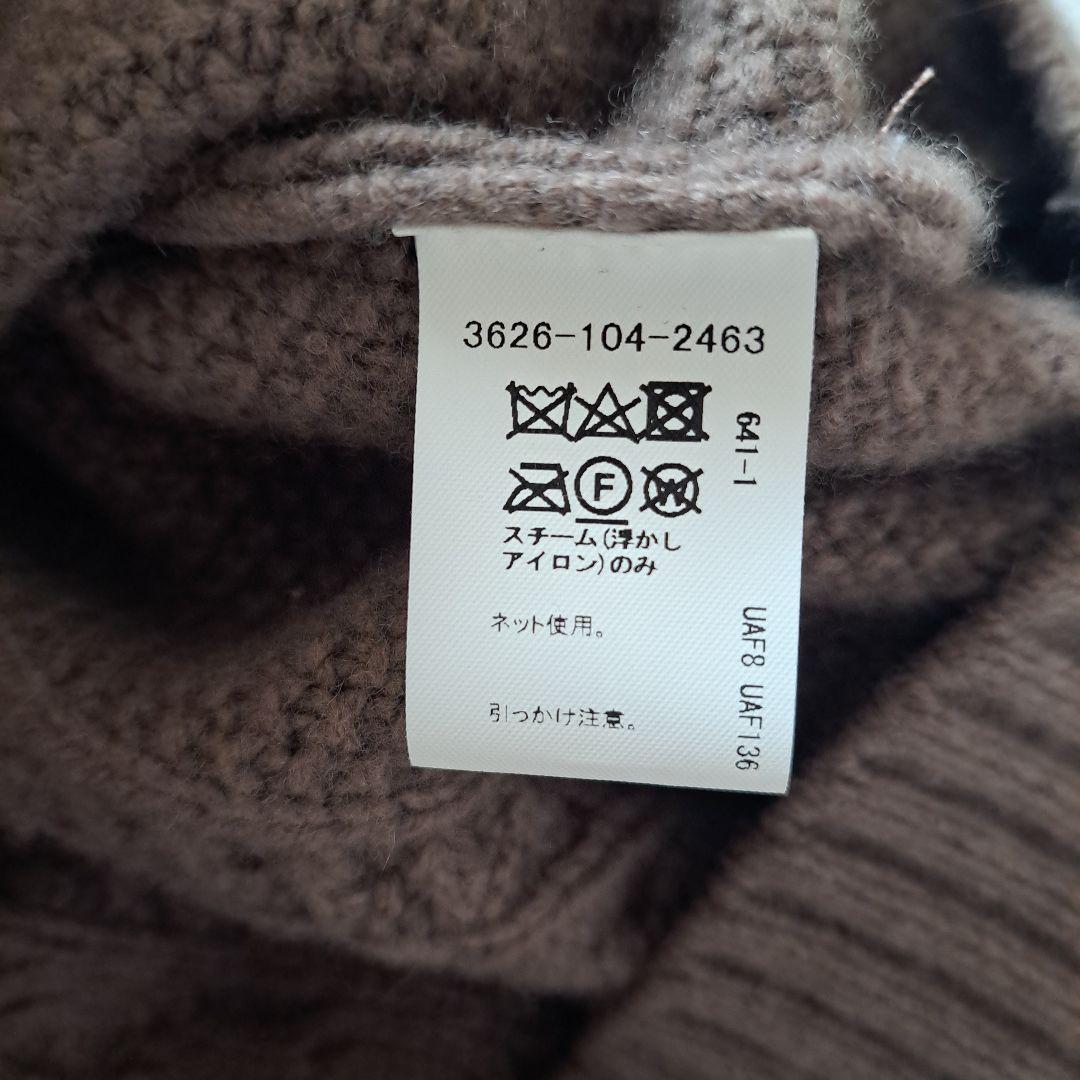 3626-104-2463
641-1
F
W
スチーム(浮かし
アイロン)のみ
ネット使用。
引っかけ注意。
UAF8 UAF136